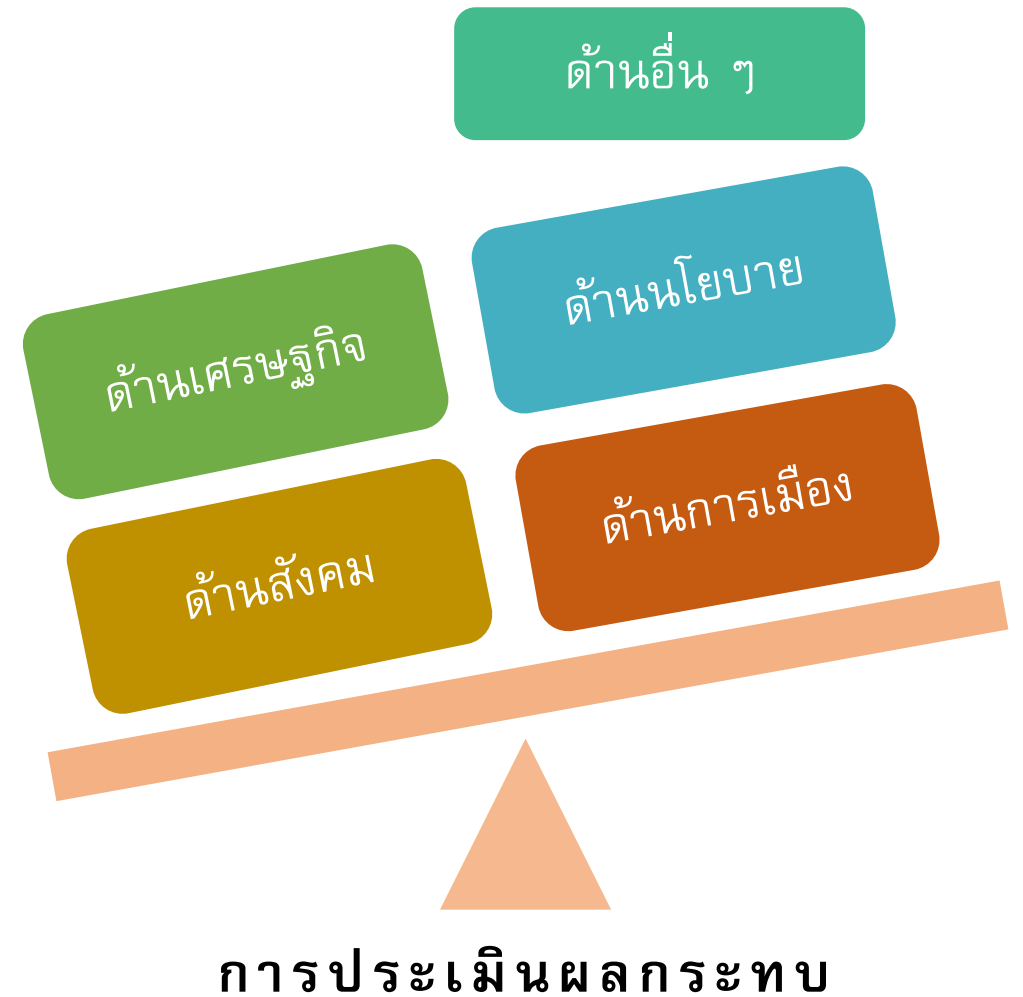 ด้านอื่น ๆ
ด้านนโยบาย
ด้านเศรษฐกิจ
ด้านการเมือง
ด้านสังคม
การประเมินผลกระทบ